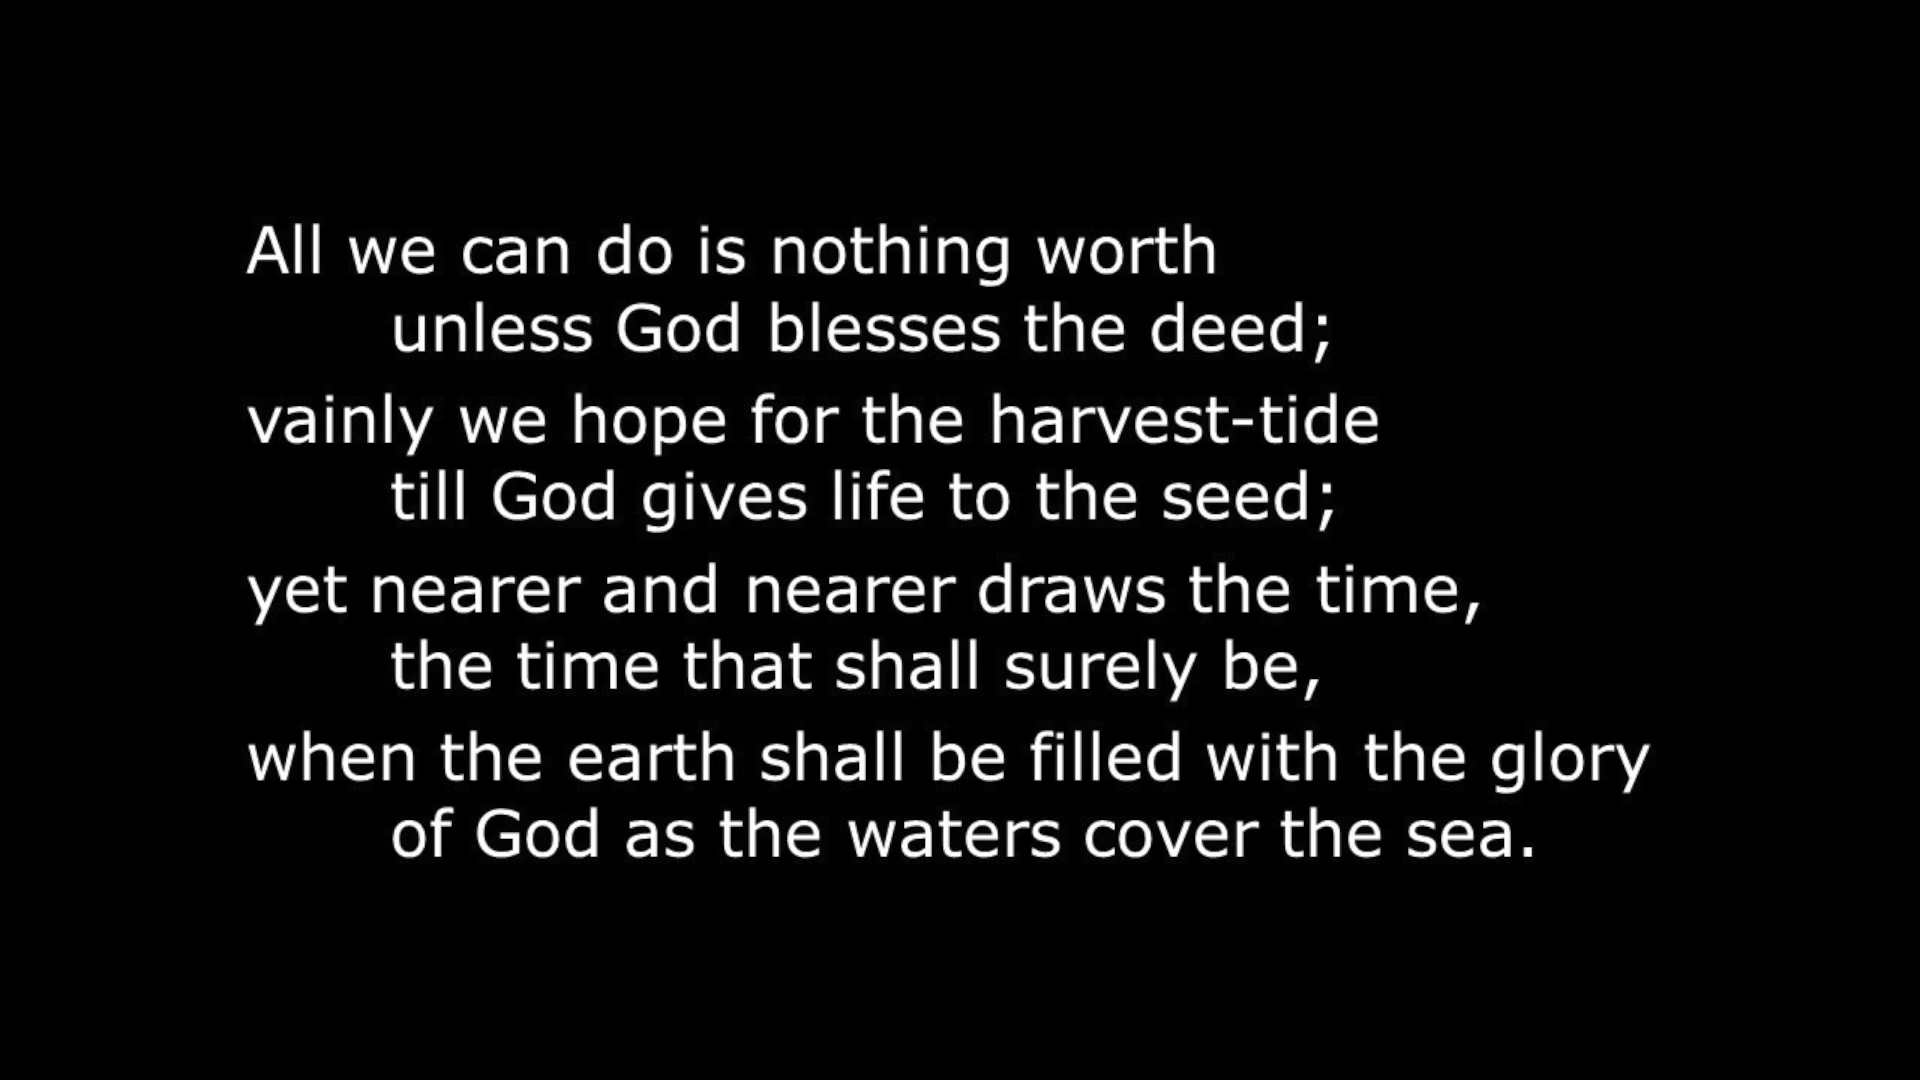 All we can do is nothing worth
unless God blesses the deed;
vainly we hope for the harvest-tide
till God gives life to the seed;
yet nearer and nearer draws the time,
the time that shall surely be,
when the earth shall be filled with the glory
of God as the waters cover the sea.